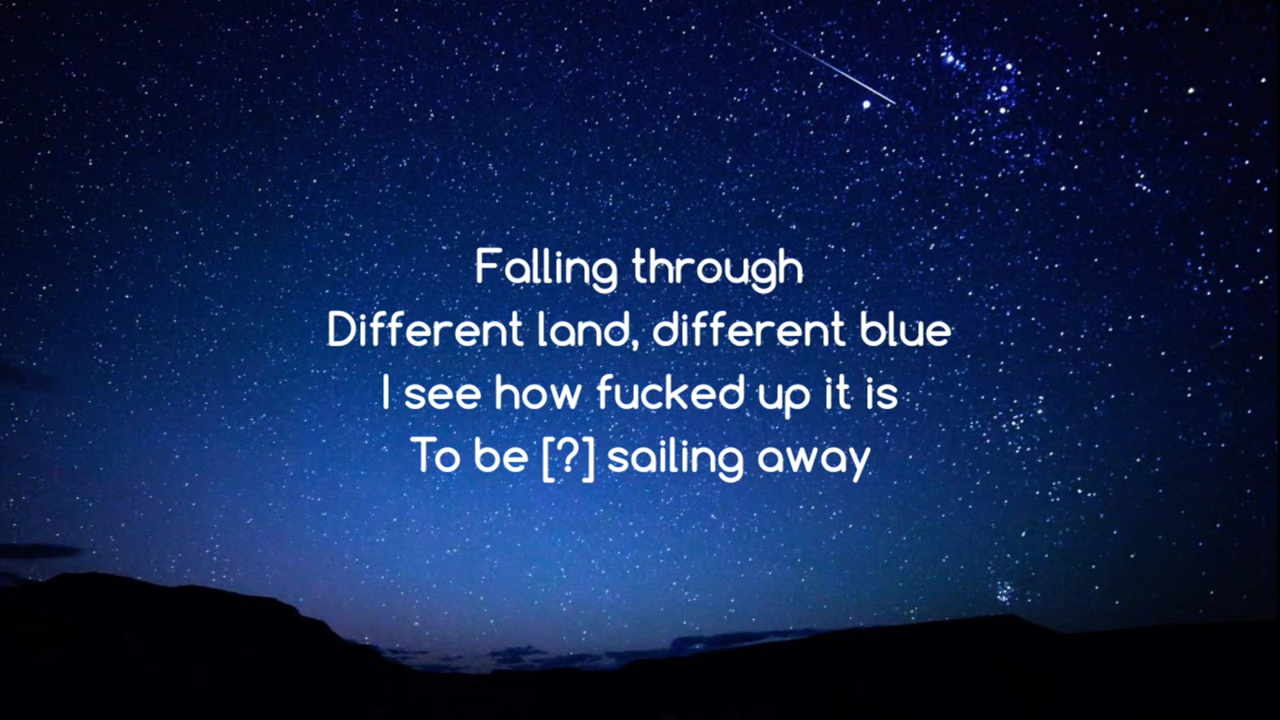 Falling through
Different land, different blue
I see how fucked up it is
To be [?] sailing away